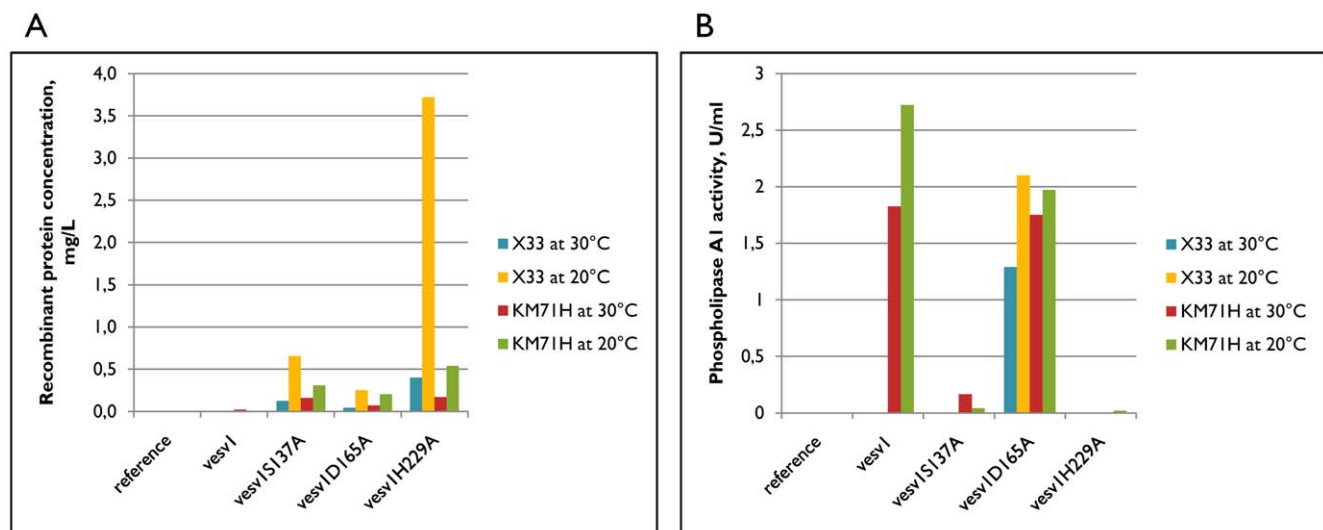 A
Recombinant protein concentration,
mg/L
4,0
3,5
3,0
2,5
2,0
1,5
1,0
0,5
0,0
reference
vesv1
vesv1S137A
vesv1D165A
vesv1H229A
X33 at 30°C
X33 at 20°C
KM71H at 30°C
KM71H at 20°C
B
Phospholipase A1 activity, U/ml
3
2,5
2
1,5
1
0,5
0
reference
vesv1
vesv1S137A
vesv1D165A
vesv1H229A
X33 at 30°C
X33 at 20°C
KM71H at 30°C
KM71H at 20°C